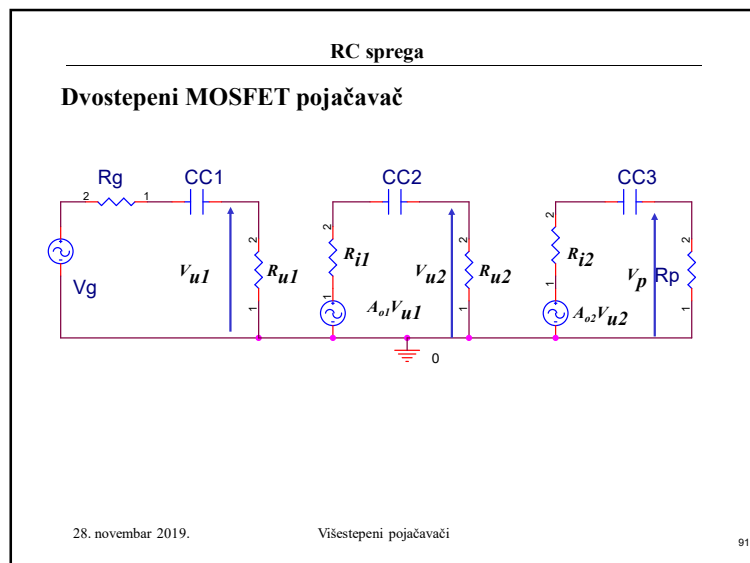 RC sprega
Dvostepeni MOSFET pojačavač
Rg
CC1
CC2
CC3
2
1
Vg
Vu1
2
Ru1
1
2
Ri1
1
Ao1Vu1
Vu2
2
Ru2
1
2
Ri2
1
Ao2Vu2
Vp
2
Rp
1
0
28. novembar 2019.
Višestepeni pojačavači
91